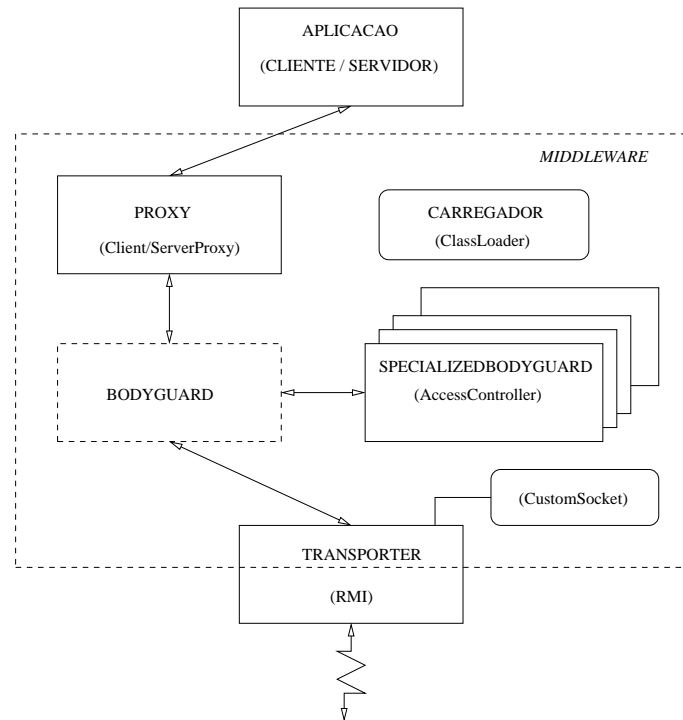 APLICACAO
(CLIENTE / SERVIDOR)
MIDDLEWARE
PROXY
(Client/ServerProxy)
CARREGADOR
(ClassLoader)
BODYGUARD
SPECIALIZEDBODYGUARD
(AccessController)
(CustomSocket)
TRANSPORTER
(RMI)